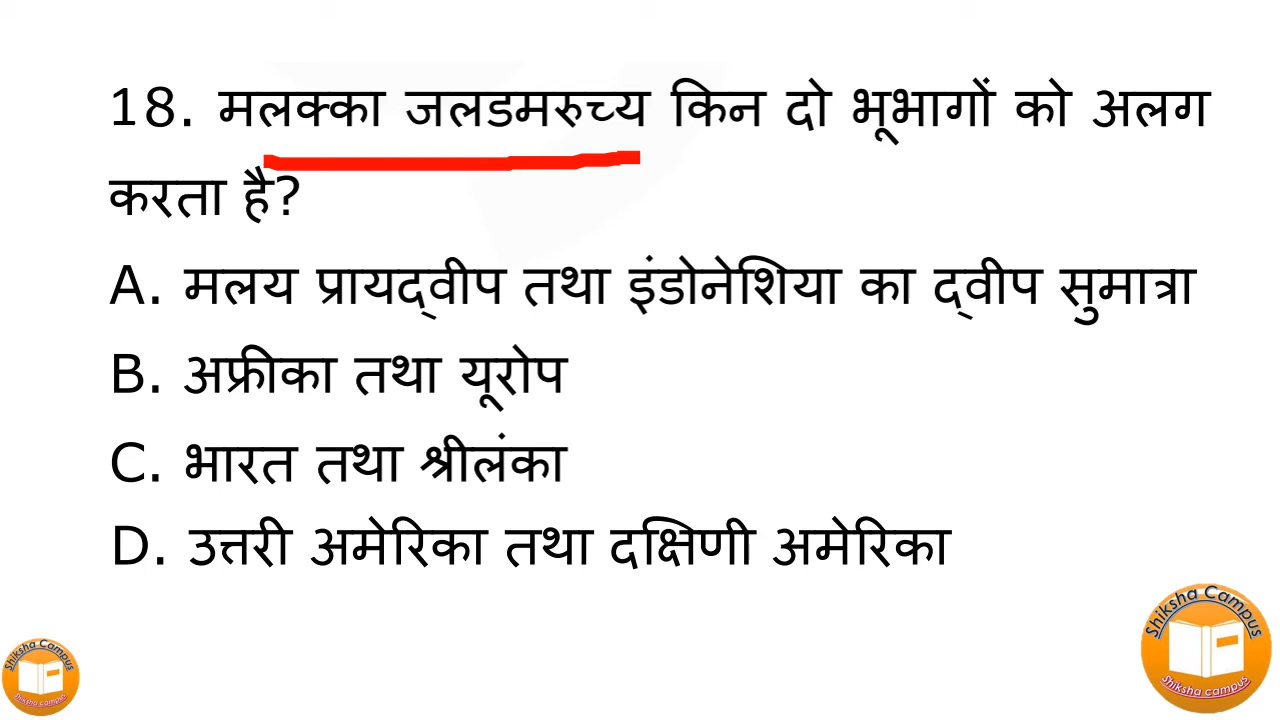 18. मलक्का जलडमरुच्य किन दो भूभागों को अलग
करता है?
A. मलय प्रायद्वीप तथा इंडोनेशिया का द्वीप सुमात्रा
B. अफ्रीका तथा यूरोप
C. भारत तथा श्रीलंका
D. उत्तरी अमेरिका तथा दक्षिणी अमेरिका
Shiksha Campus
Shiksha campus
Shiksha Campus
Shiksha campus